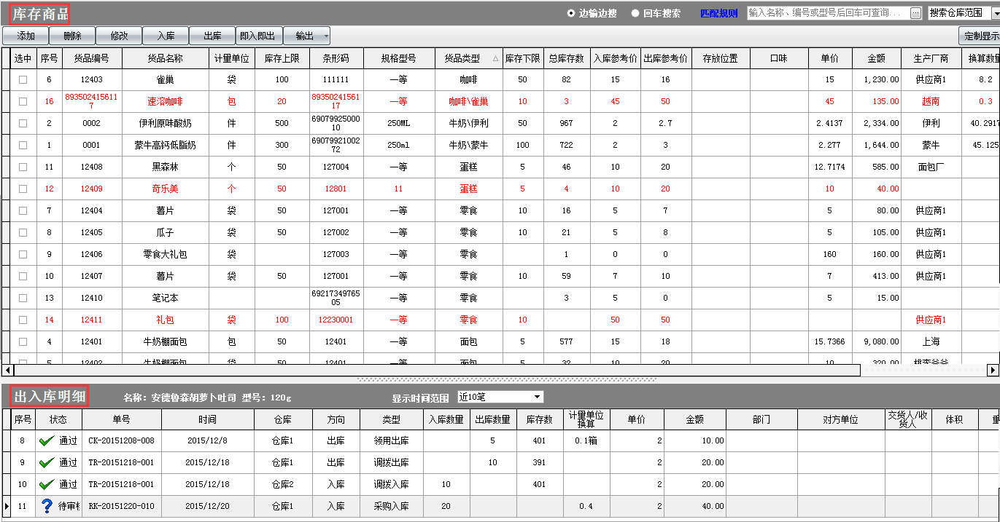 库存商品 边输边搜 回车搜索 匹配规则 输入名称、编号或型号后回车可查询... ... 搜索仓库范围
添加 删除 修改 入库 出库 即入即出 输出 定制显示
选中 序号 货品编号 货品名称 计量单位 库存上限 条形码 规格型号 货品类型 库存下限 总库存数 入库参考价 出库参考价 存放位置 口味 单价 金额 生产厂商 换算数量
6 12403 雀巢 袋 100 111111 一等 咖啡 50 82 15 16 15 1,230.00 供应商1 8.2
16 8935024156117 速溶咖啡 包 20 8935024156117 一等 咖啡\雀巢 10 3 45 50 45 135.00 越南 0.3
2 0002 伊利原味酸奶 件 500 6907992500010 250ML 牛奶\伊利 50 967 2 2.7 2.4137 2,334.00 伊利 40.2917
1 0001 蒙牛高钙低脂奶 件 300 6907992100272 250ml 牛奶\蒙牛 100 722 2 3 2.277 1,644.00 蒙牛 45.125
11 12408 黑森林 个 50 127004 一等 蛋糕 5 46 10 20 12.7174 585.00 面包厂
12 12409 奇乐美 个 50 12801 11 蛋糕 5 4 10 20 10 40.00
7 12404 薯片 袋 50 127001 一等 零食 10 16 5 7 5 80.00 供应商1
8 12405 瓜子 袋 50 127002 一等 零食 10 21 5 8 5 105.00 供应商1
9 12406 零食大礼包 袋 127003 一等 零食 1 0 0 160 160.00 供应商1
10 12407 薯片 袋 50 127001 一等 零食 10 59 7 10 7 413.00 供应商1
13 12410 笔记本 6921734976505 一等 零食 3 5 0 5 15.00
14 12411 礼包 袋 100 12230001 一等 零食 10 50 50 供应商1
4 12401 牛奶棚面包 包 50 12401 一等 面包 5 577 15 18 15.7366 9,080.00 上海
5 12402 牛奶棚面包 袋 50 12401 一等 面包 5 32 10 20 10 320.00 桃李爷爷
出入库明细 名称：安德鲁森胡萝卜吐司 型号：120g 显示时间范围 近10笔
序号 状态 单号 时间 仓库 方向 类型 入库数量 出库数量 库存数 计量单位换算 单价 金额 部门 对方单位 交货人/收货人 体积 重
8 通过 CK-20151208-008 2015/12/8 仓库1 出库 领用出库 5 401 0.1箱 2 10.00
9 通过 TR-20151218-001 2015/12/18 仓库1 出库 调拨出库 10 391 2 20.00
10 通过 TR-20151218-001 2015/12/18 仓库2 入库 调拨入库 10 401 2 20.00
11 待审核 RK-20151220-010 2015/12/20 仓库1 入库 采购入库 20 0.4 2 40.00